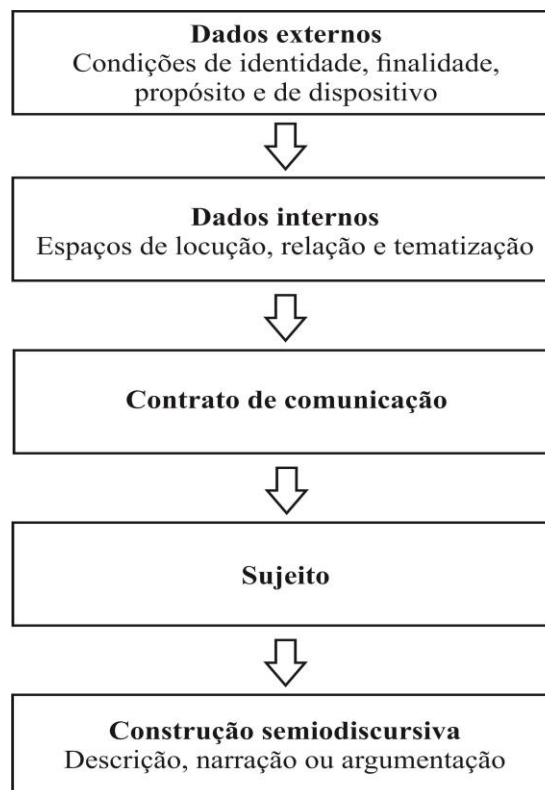 Dados externos
Condições de identidade, finalidade,
propósito e de dispositivo
Dados internos
Espaços de locução, relação e tematização
Contrato de comunicação
Sujeito
Construção semiodiscursiva
Descrição, narração ou argumentação